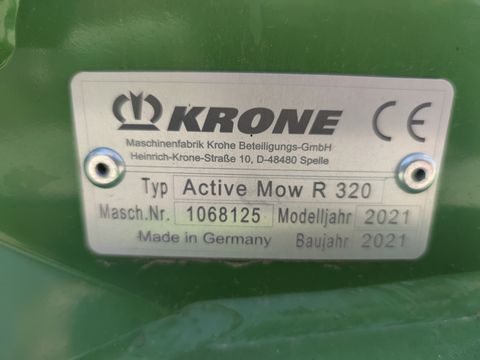 KRONE CE
Maschinenfabrik Krone Beteiligungs-GmbH
Heinrich-Krone-Straße 10, D-48480 Spelle
Typ Active Mow R 320
Masch.Nr. 1068125 Modelljahr 2021
Made in Germany Baujahr 2021